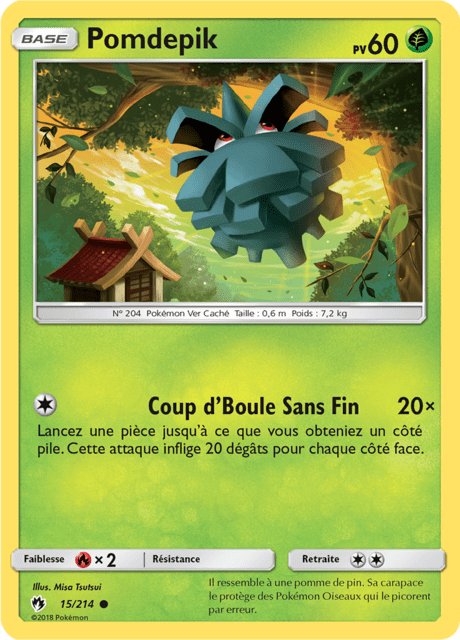 BASE Pomdepik PV60
N° 204 Pokémon Ver Caché Taille : 0,6 m Poids : 7,2 kg
Coup d'Boule Sans Fin 20×
Lancez une pièce jusqu'à ce que vous obteniez un côté
pile. Cette attaque inflige 20 dégâts pour chaque côté face.
Faiblesse ×2 Résistance Retraite
Illus. Misa Tsutsui
15/214
©2018 Pokémon
Il ressemble à une pomme de pin. Sa carapace
le protège des Pokémon Oiseaux qui le picorent
par erreur.